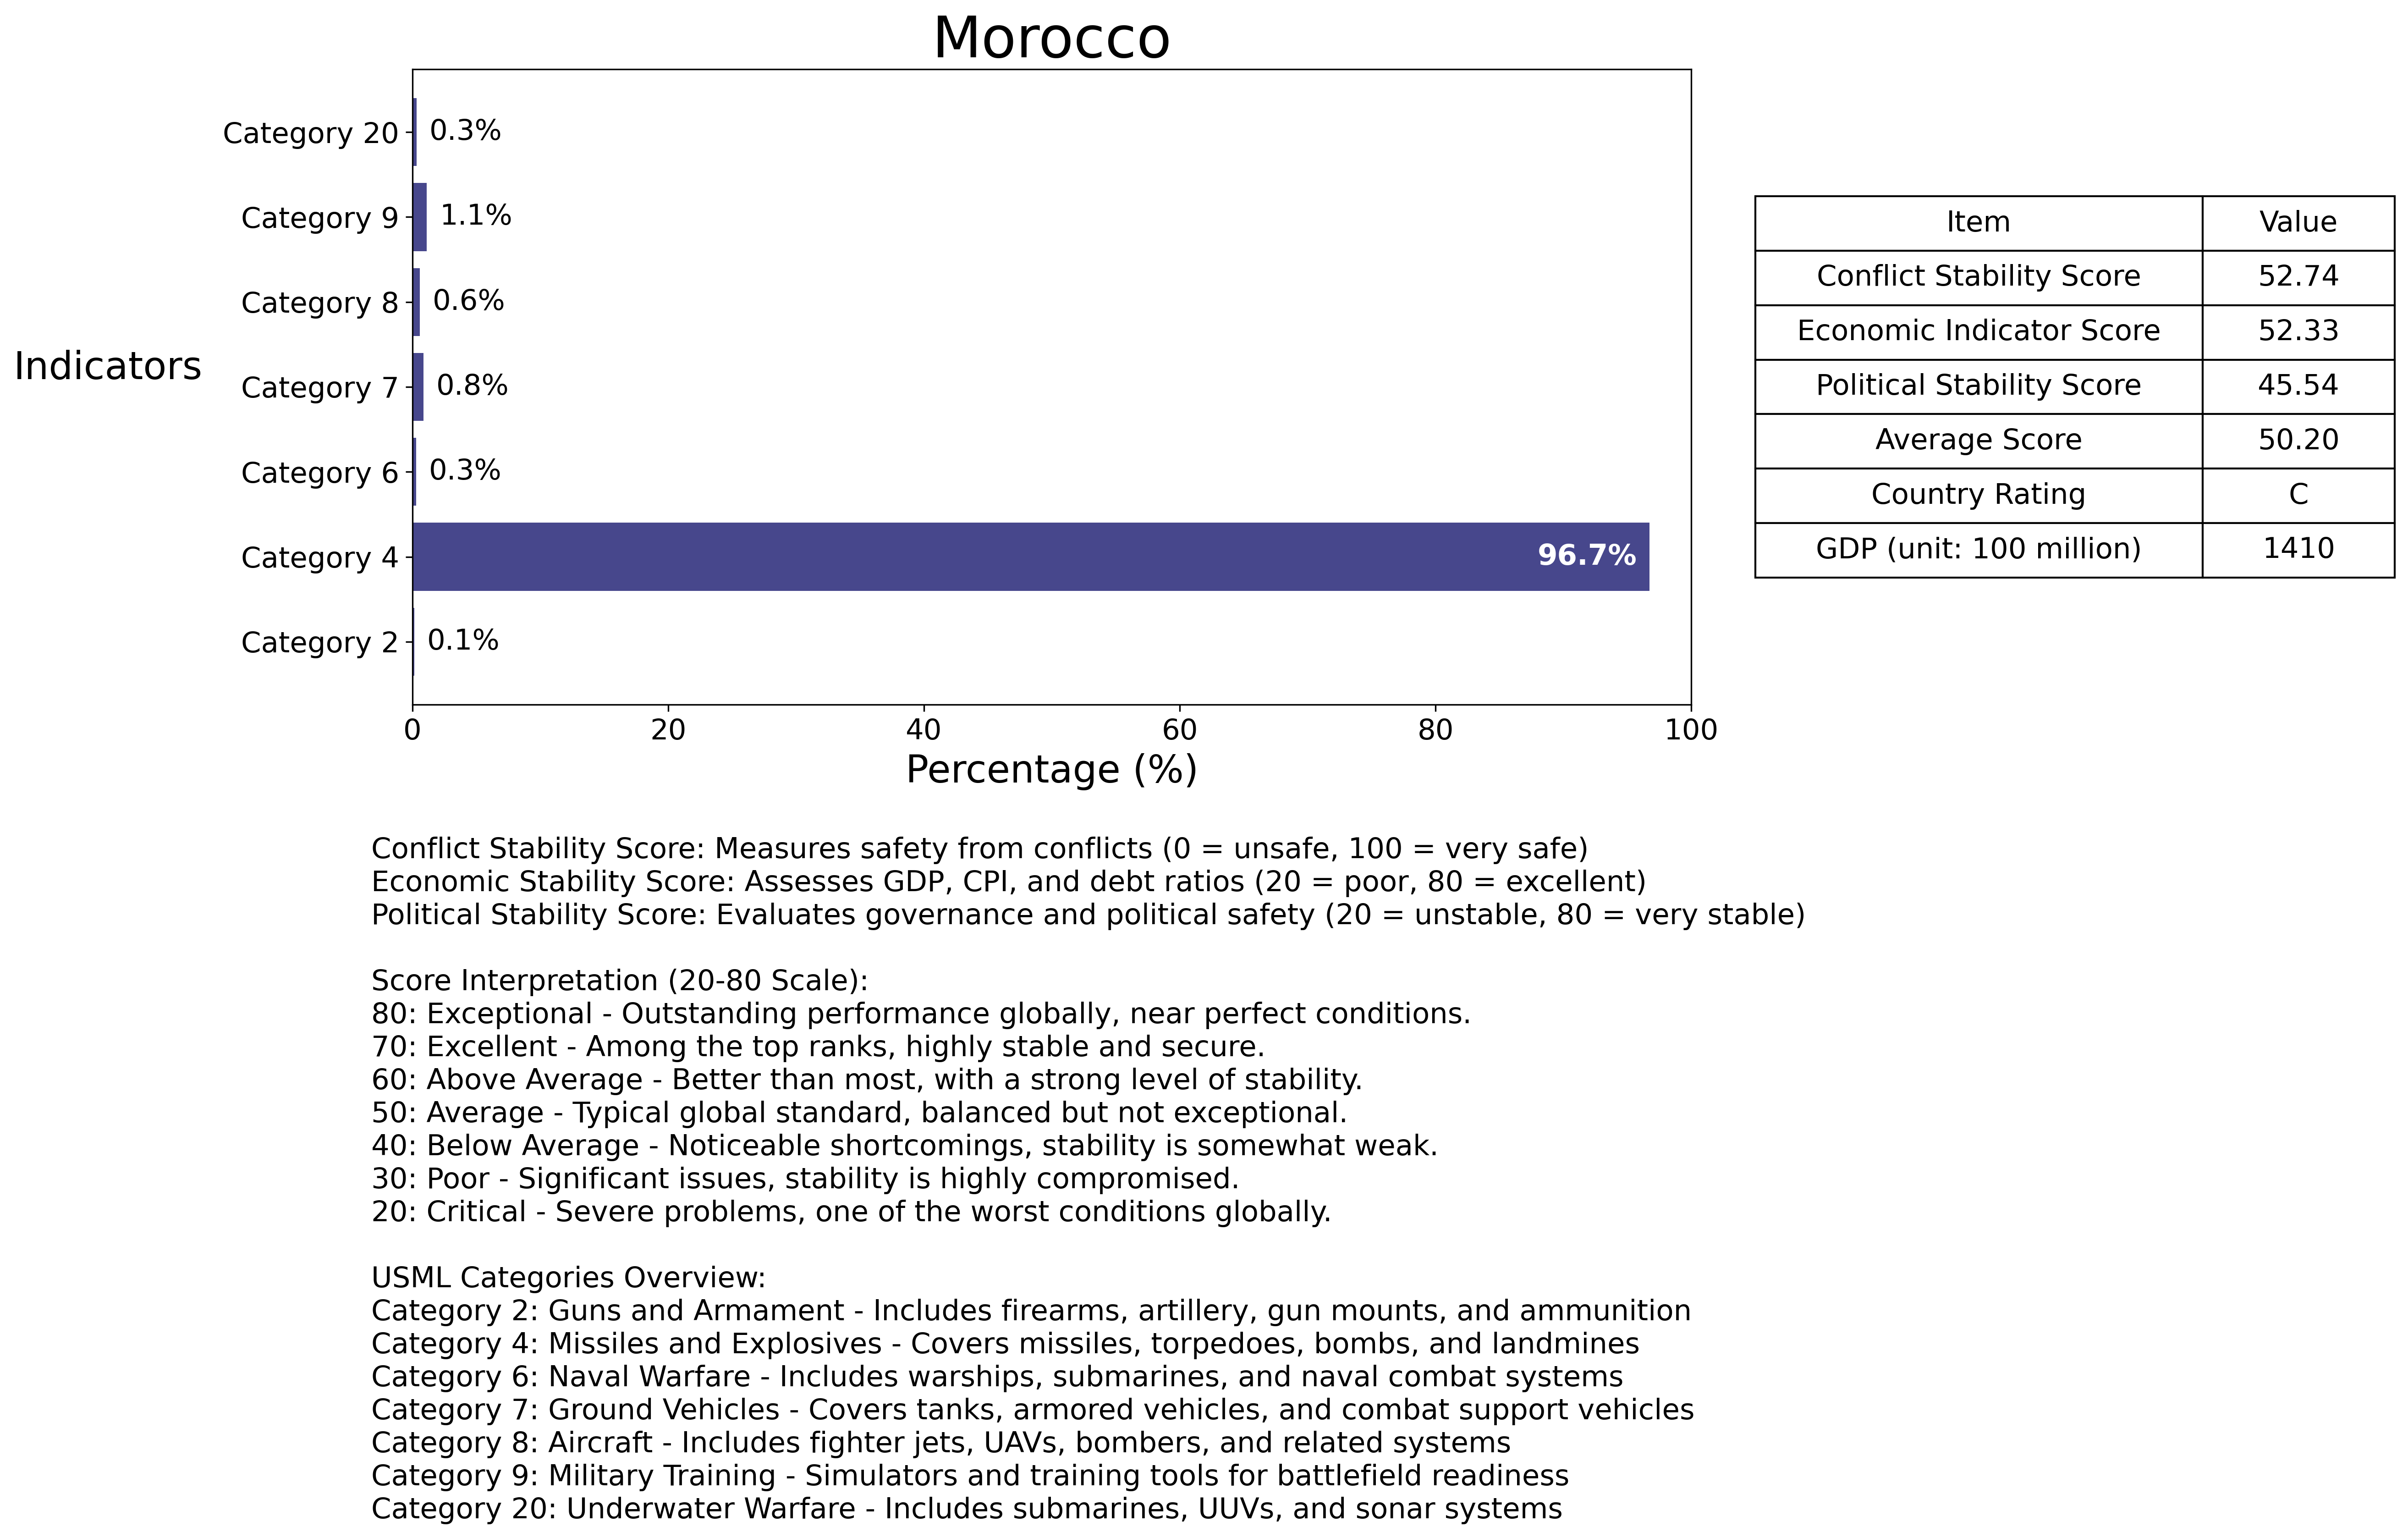 Morocco
Indicators
Category 20 0.3%
Category 9 1.1%
Category 8 0.6%
Category 7 0.8%
Category 6 0.3%
Category 4 96.7%
Category 2 0.1%
0 20 40 60 80 100
Percentage (%)
Item Value
Conflict Stability Score 52.74
Economic Indicator Score 52.33
Political Stability Score 45.54
Average Score 50.20
Country Rating C
GDP (unit: 100 million) 1410
Conflict Stability Score: Measures safety from conflicts (0 = unsafe, 100 = very safe)
Economic Stability Score: Assesses GDP, CPI, and debt ratios (20 = poor, 80 = excellent)
Political Stability Score: Evaluates governance and political safety (20 = unstable, 80 = very stable)
Score Interpretation (20-80 Scale):
80: Exceptional - Outstanding performance globally, near perfect conditions.
70: Excellent - Among the top ranks, highly stable and secure.
60: Above Average - Better than most, with a strong level of stability.
50: Average - Typical global standard, balanced but not exceptional.
40: Below Average - Noticeable shortcomings, stability is somewhat weak.
30: Poor - Significant issues, stability is highly compromised.
20: Critical - Severe problems, one of the worst conditions globally.
USML Categories Overview:
Category 2: Guns and Armament - Includes firearms, artillery, gun mounts, and ammunition
Category 4: Missiles and Explosives - Covers missiles, torpedoes, bombs, and landmines
Category 6: Naval Warfare - Includes warships, submarines, and naval combat systems
Category 7: Ground Vehicles - Covers tanks, armored vehicles, and combat support vehicles
Category 8: Aircraft - Includes fighter jets, UAVs, bombers, and related systems
Category 9: Military Training - Simulators and training tools for battlefield readiness
Category 20: Underwater Warfare - Includes submarines, UUVs, and sonar systems